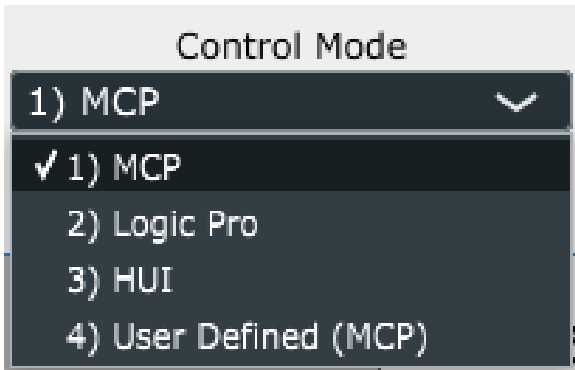 Control Mode
1) MCP
✓ 1) MCP
2) Logic Pro
3) HUI
4) User Defined (MCP)